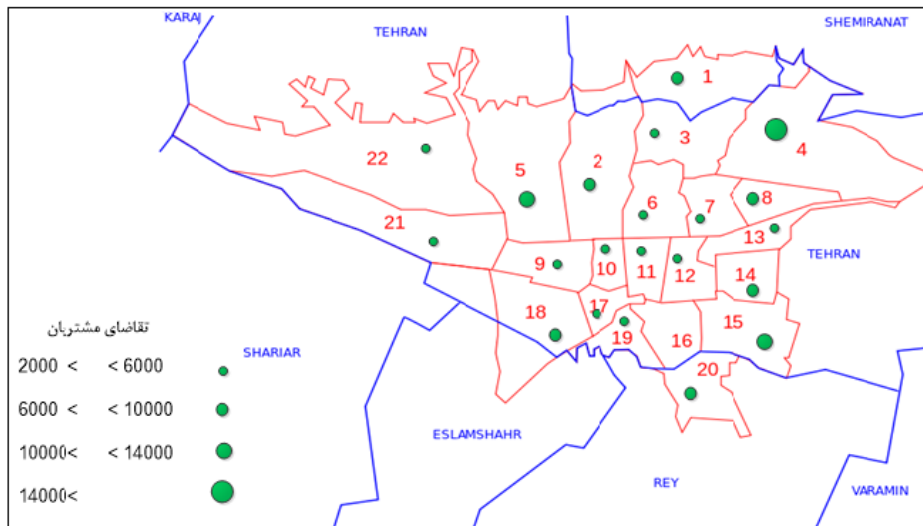 KARAJ
TEHRAN
SHEMIRANAT
1
3
4
22
5
2
6
7
8
21
13
TEHRAN
9
10
11
12
14
18
17
19
16
15
20
تقاضای مشتریان
SHARIAR
2000 < < 6000
6000 < < 10000
10000< < 14000
14000<
ESLAMSHAHR
REY
VARAMIN